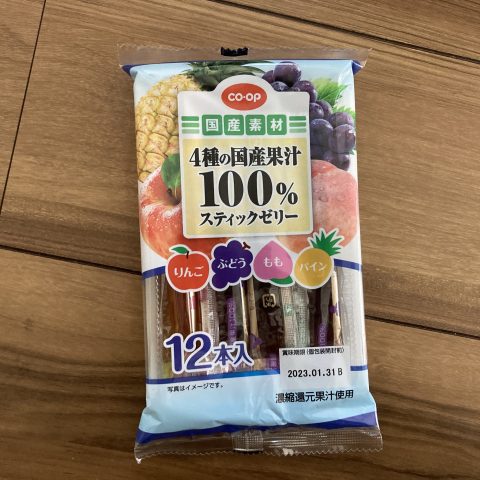 CO・OP
国産素材
4種の国産果汁
100%
スティックゼリー
りんご
ぶどう
もも
パイン
12本入
賞味期限(個包装開封前)
2023.01.31B
写真はイメージです。
濃縮還元果汁使用